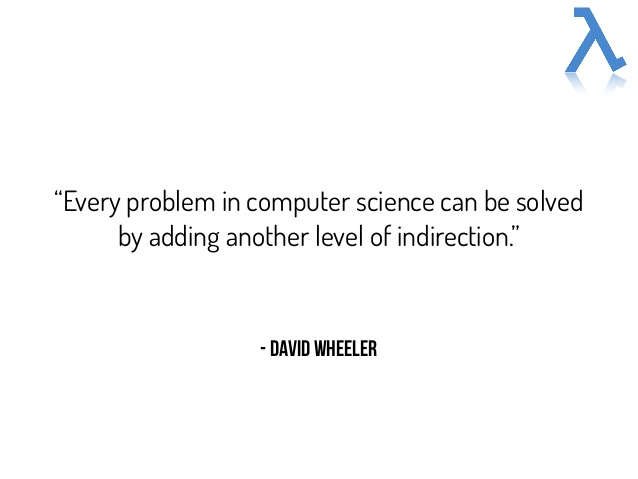 “Every problem in computer science can be solved
by adding another level of indirection.”
- DAVID WHEELER